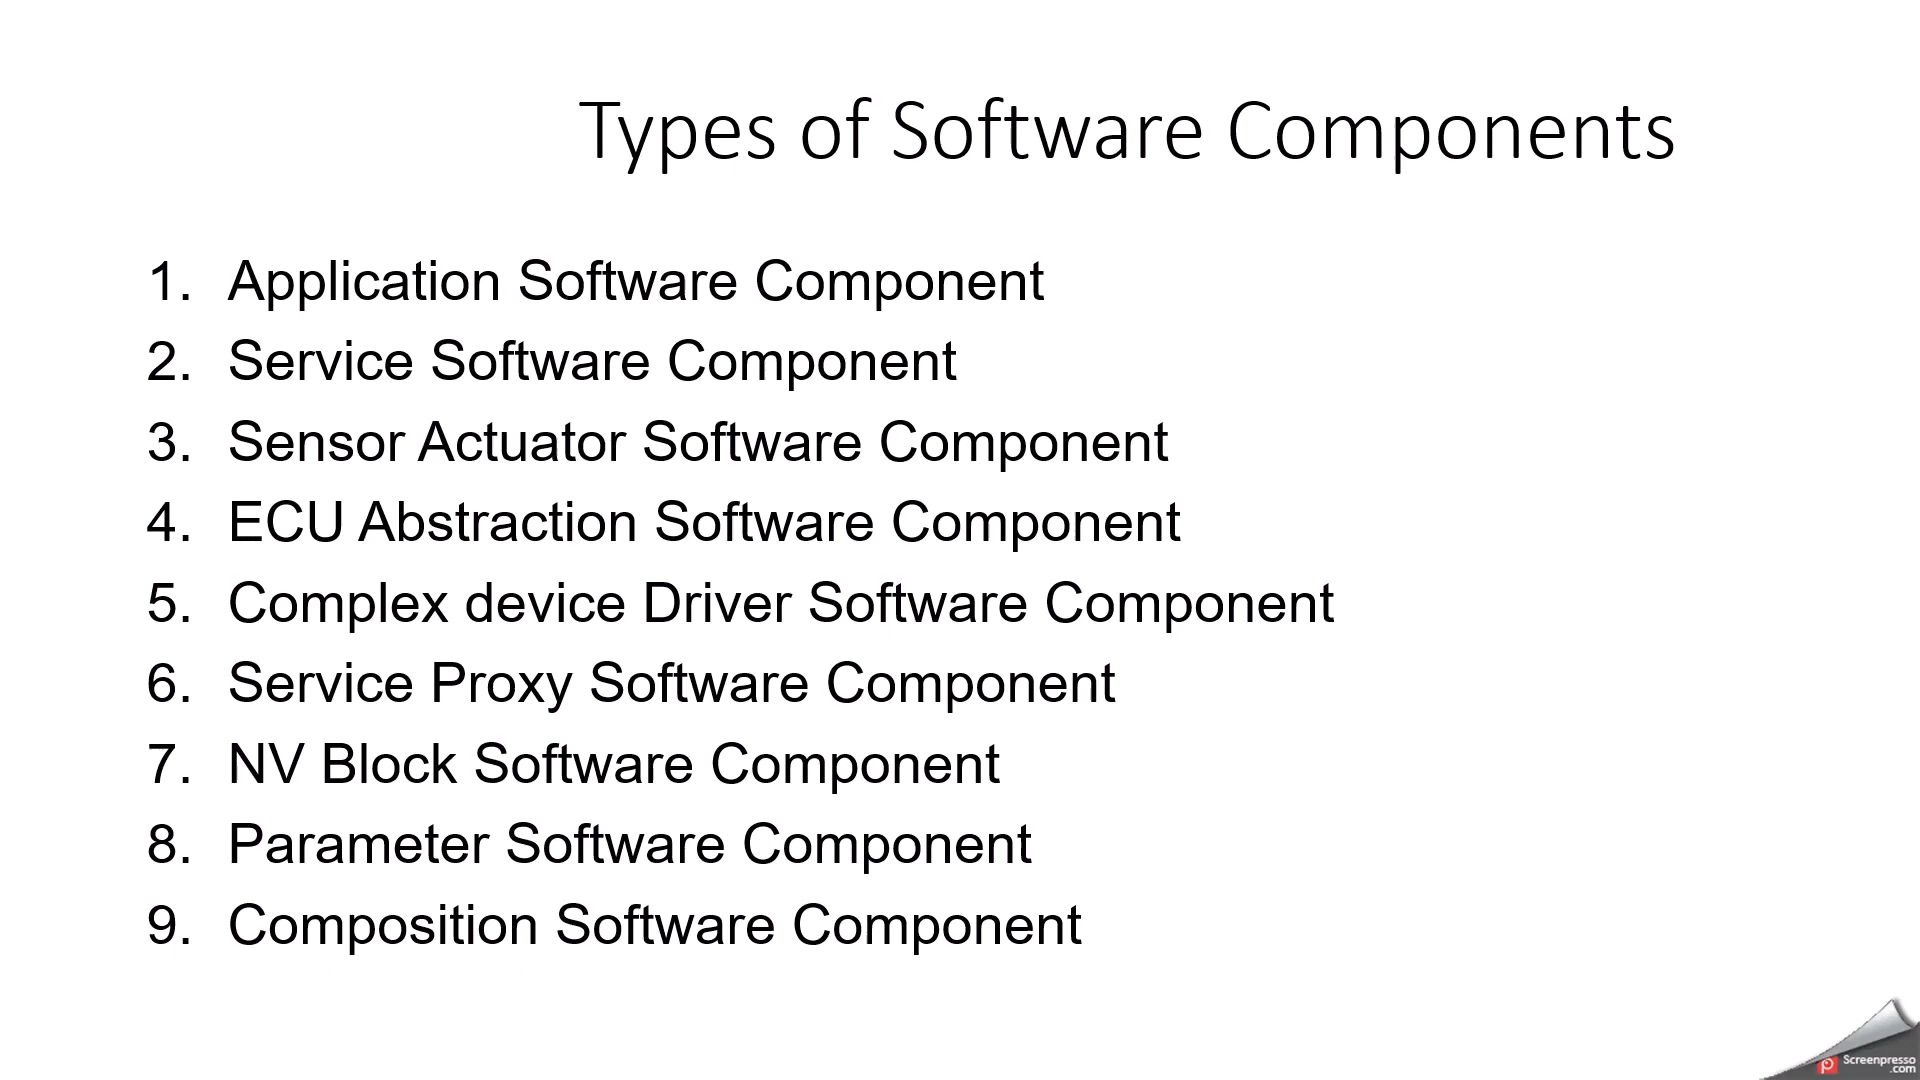 Types of Software Components
1. Application Software Component
2. Service Software Component
3. Sensor Actuator Software Component
4. ECU Abstraction Software Component
5. Complex device Driver Software Component
6. Service Proxy Software Component
7. NV Block Software Component
8. Parameter Software Component
9. Composition Software Component
Screenpresso
.com